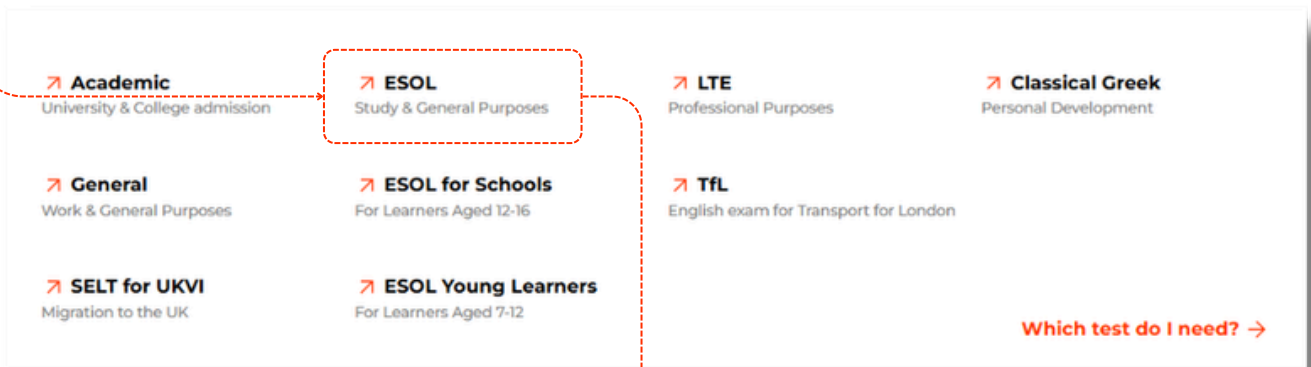 Academic
University & College admission
ESOL
Study & General Purposes
LTE
Professional Purposes
Classical Greek
Personal Development
General
Work & General Purposes
ESOL for Schools
For Learners Aged 12-16
TfL
English exam for Transport for London
SELT for UKVI
Migration to the UK
ESOL Young Learners
For Learners Aged 7-12
Which test do I need? →